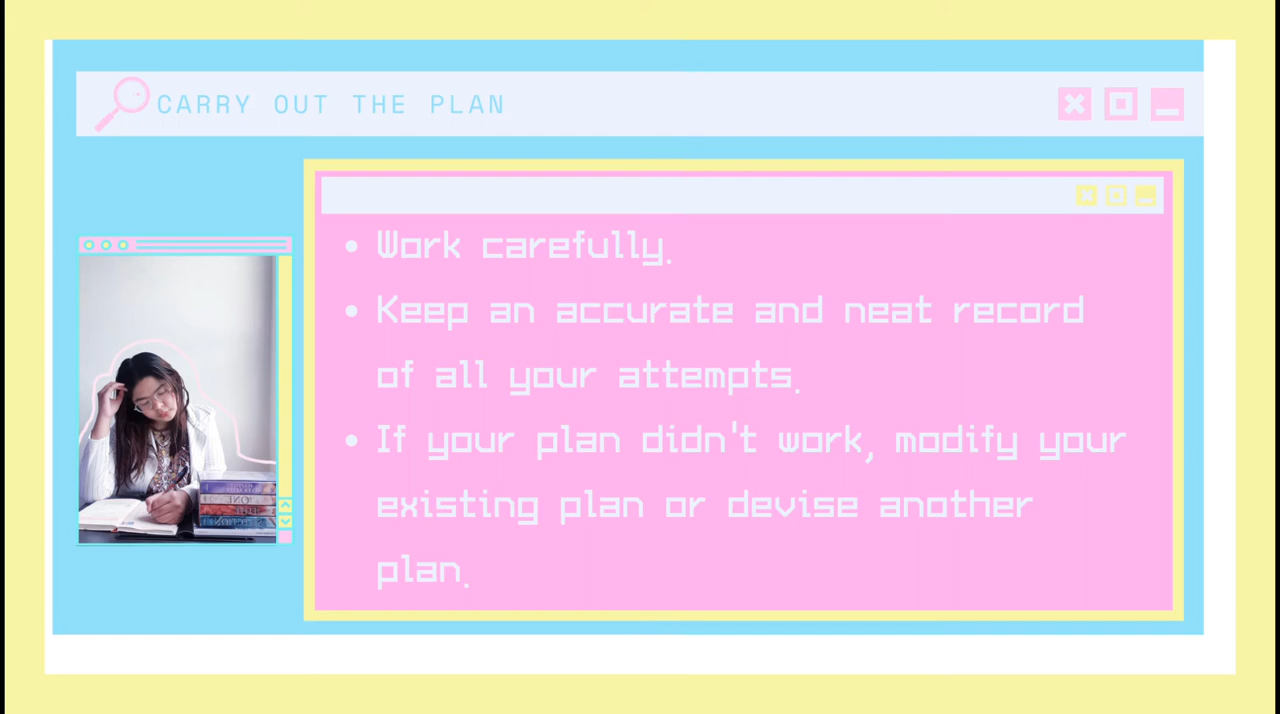 CARRY OUT THE PLAN
• Work carefully.
• Keep an accurate and neat record
of all your attempts.
• If your plan didn't work, modify your
existing plan or devise another
plan.